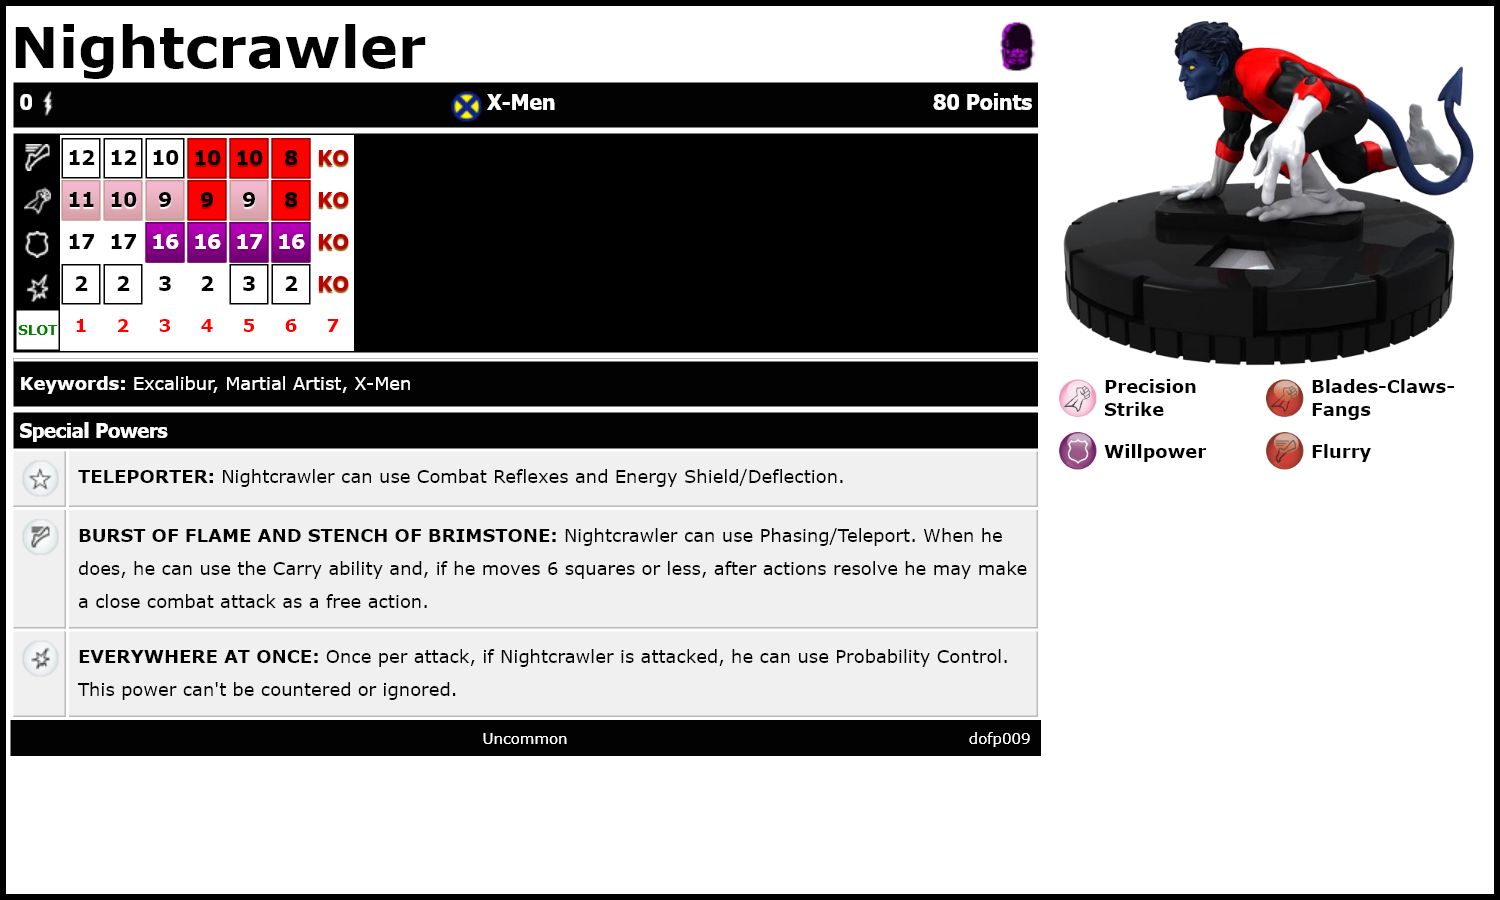 Nightcrawler
0 X-Men 80 Points
12 12 10 10 10 8 KO
11 10 9 9 9 8 KO
17 17 16 16 17 16 KO
2 2 3 2 3 2 KO
SLOT 1 2 3 4 5 6 7
Keywords: Excalibur, Martial Artist, X-Men
Special Powers
TELEPORTER: Nightcrawler can use Combat Reflexes and Energy Shield/Deflection.
BURST OF FLAME AND STENCH OF BRIMSTONE: Nightcrawler can use Phasing/Teleport. When he
does, he can use the Carry ability and, if he moves 6 squares or less, after actions resolve he may make
a close combat attack as a free action.
EVERYWHERE AT ONCE: Once per attack, if Nightcrawler is attacked, he can use Probability Control.
This power can't be countered or ignored.
Uncommon dofp009
Precision
Strike
Blades-Claws-
Fangs
Willpower
Flurry